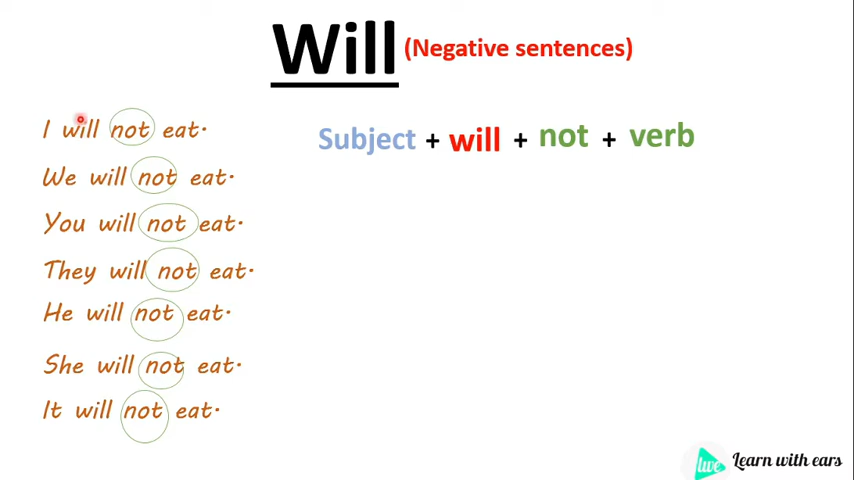 Will (Negative sentences)
I will not eat.
Subject + will + not + verb
We will not eat.
You will not eat.
They will not eat.
He will not eat.
She will not eat.
It will not eat.
live Learn with ears